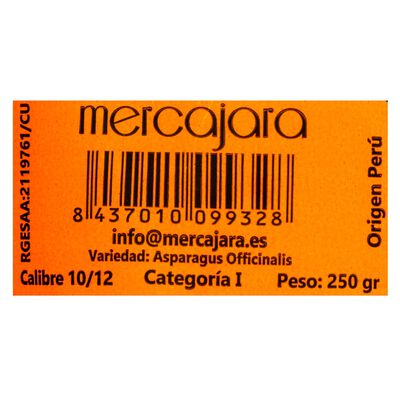 mercajara
8 437010 099328
info@mercajara.es
Variedad: Asparagus Officinalis
Calibre 10/12 Categoría I Peso: 250 gr
RGESAA:2119761/CU
Origen Perú